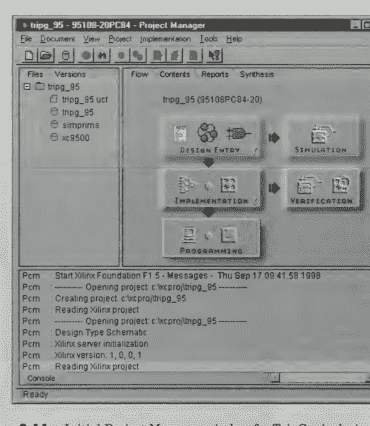 tripg_95 - 95108-20PC84 - Project Manager
File Document View Project Implementation Tools Help
Files Versions
tripg_95
tripg_95.ucf
tripg_95
simprims
xc9500
Flow Contents Reports Synthesis
tripg_95 (95108PC84-20)
DESIGN ENTRY
SIMULATION
IMPLEMENTATION
VERIFICATION
PROGRAMMING
Pcm : Start Xilinx Foundation F1.5 - Messages - Thu Sep 17 09:41:58 1998
Pcm : ---------- Opening project: c:\xcproj\tripg_95 ----------
Pcm : Creating project: c:\xcproj\tripg_95
Pcm : Reading Xilinx project
Pcm : ---------- Opening project: c:\xcproj\tripg_95 ----------
Pcm : Design Type Schematic
Pcm : Xilinx server initialization
Pcm : Xilinx version: 1, 0, 0, 1
Pcm : Reading Xilinx project
Console
Ready